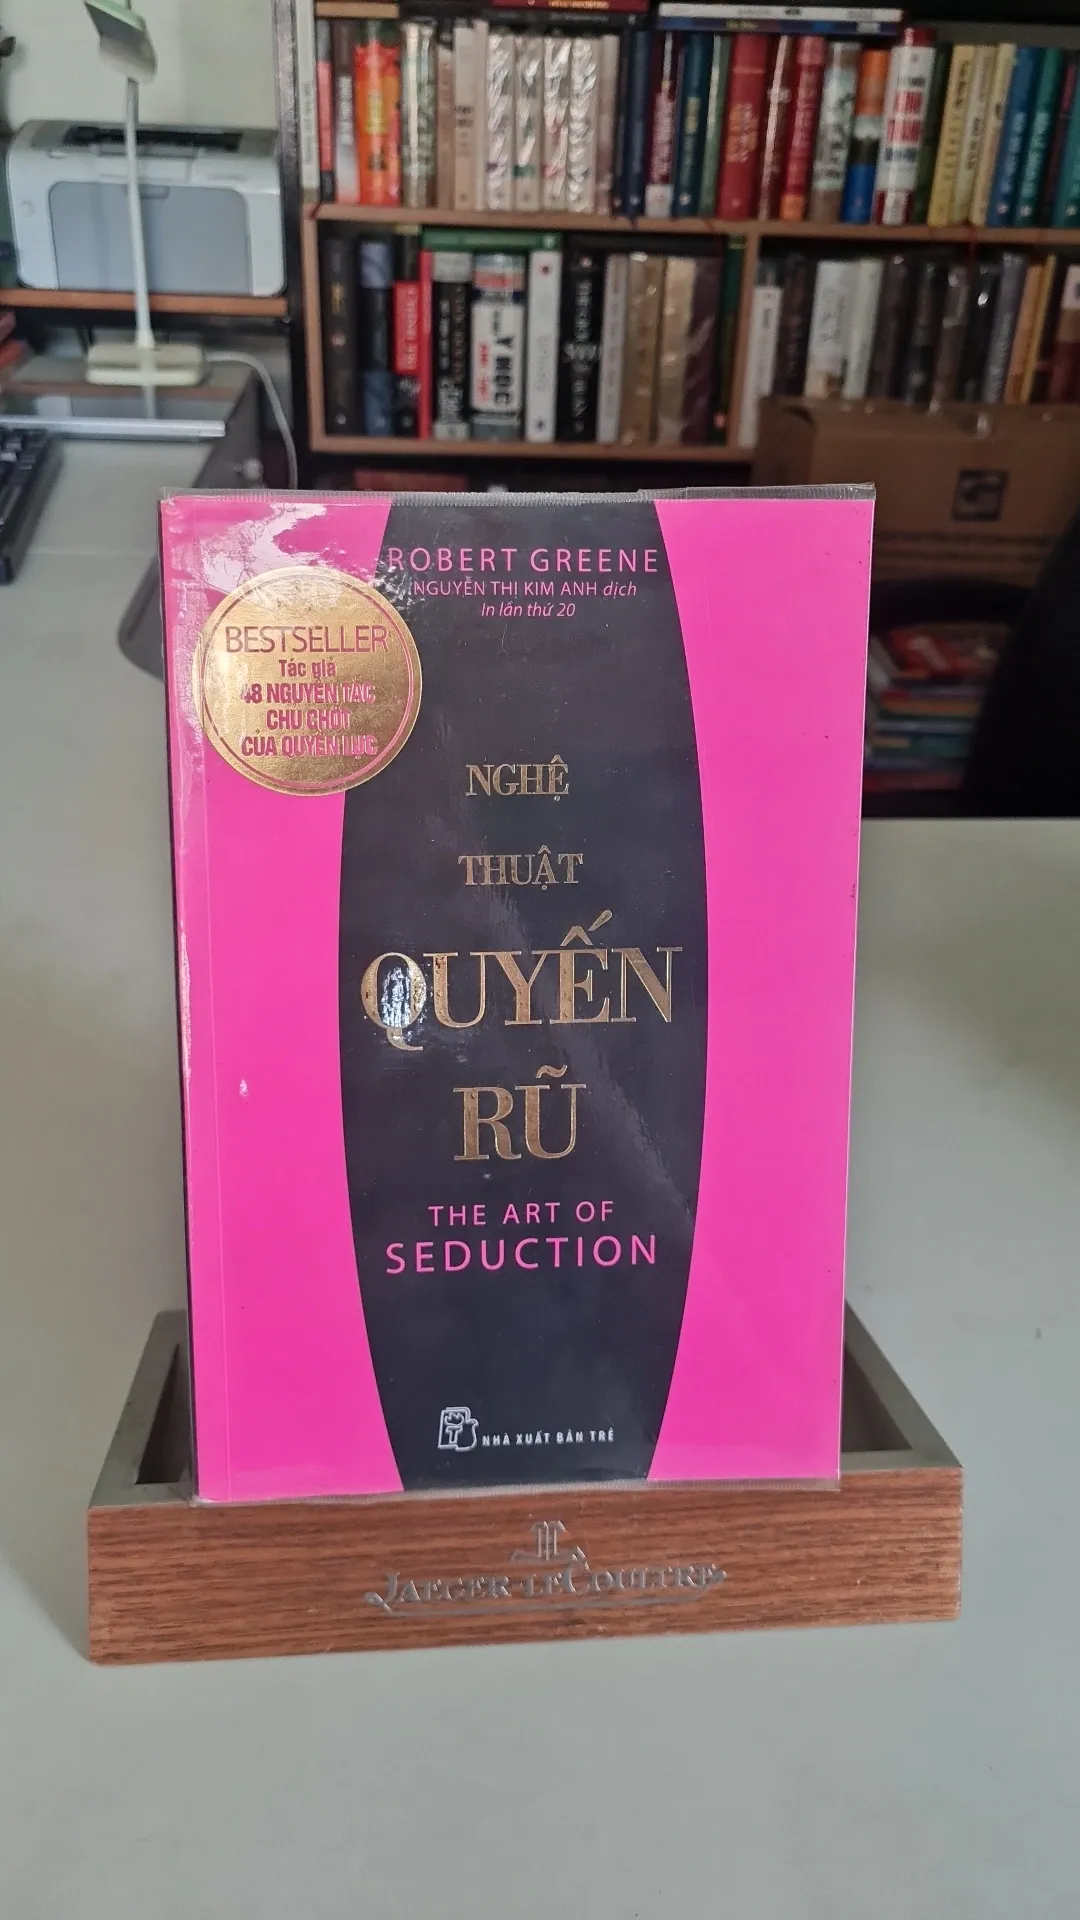 ROBERT GREENE
NGUYỄN THỊ KIM ANH dịch
In lần thứ 20
BESTSELLER
Tác giả
48 NGUYÊN TẮC
CHỦ CHỐT
CỦA QUYỀN LỰC
NGHỆ
THUẬT
QUYẾN
RŨ
THE ART OF
SEDUCTION
NHÀ XUẤT BẢN TRẺ
JAEGER-LECOULTRE